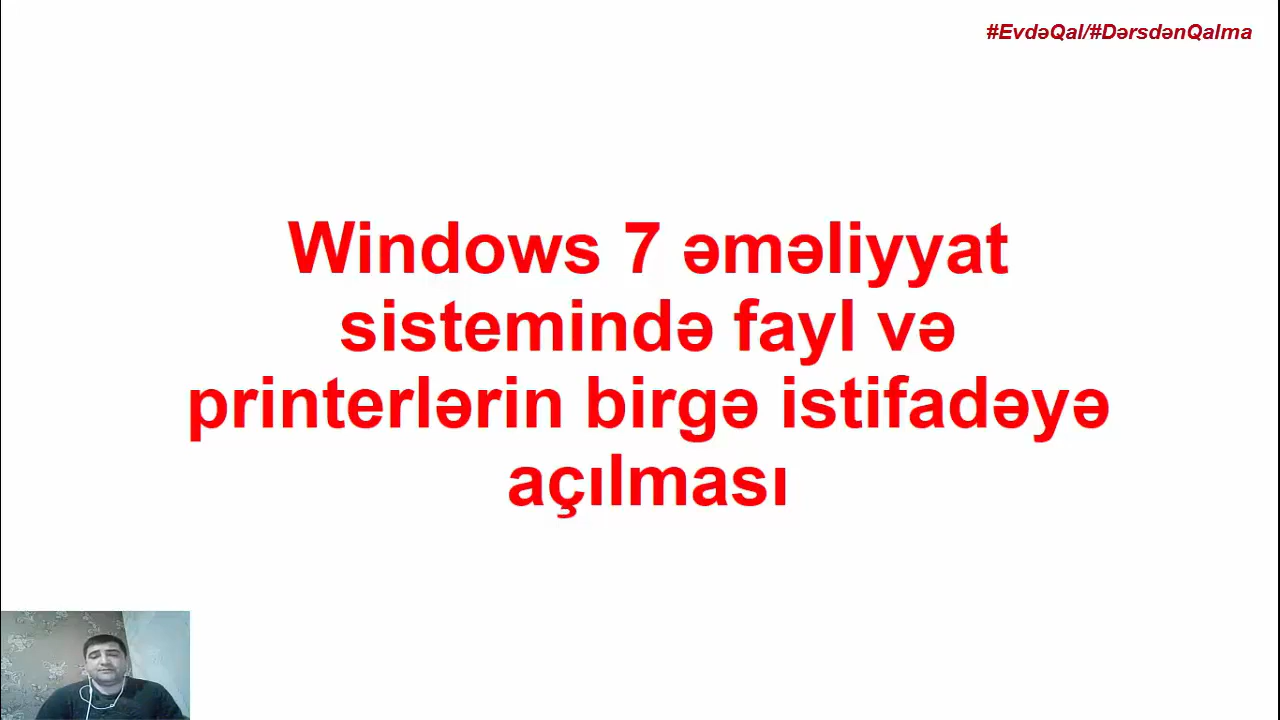 #EvdəQal/#DərsdənQalma
Windows 7 əməliyyat
sistemində fayl və
printerlərin birgə istifadəyə
açılması